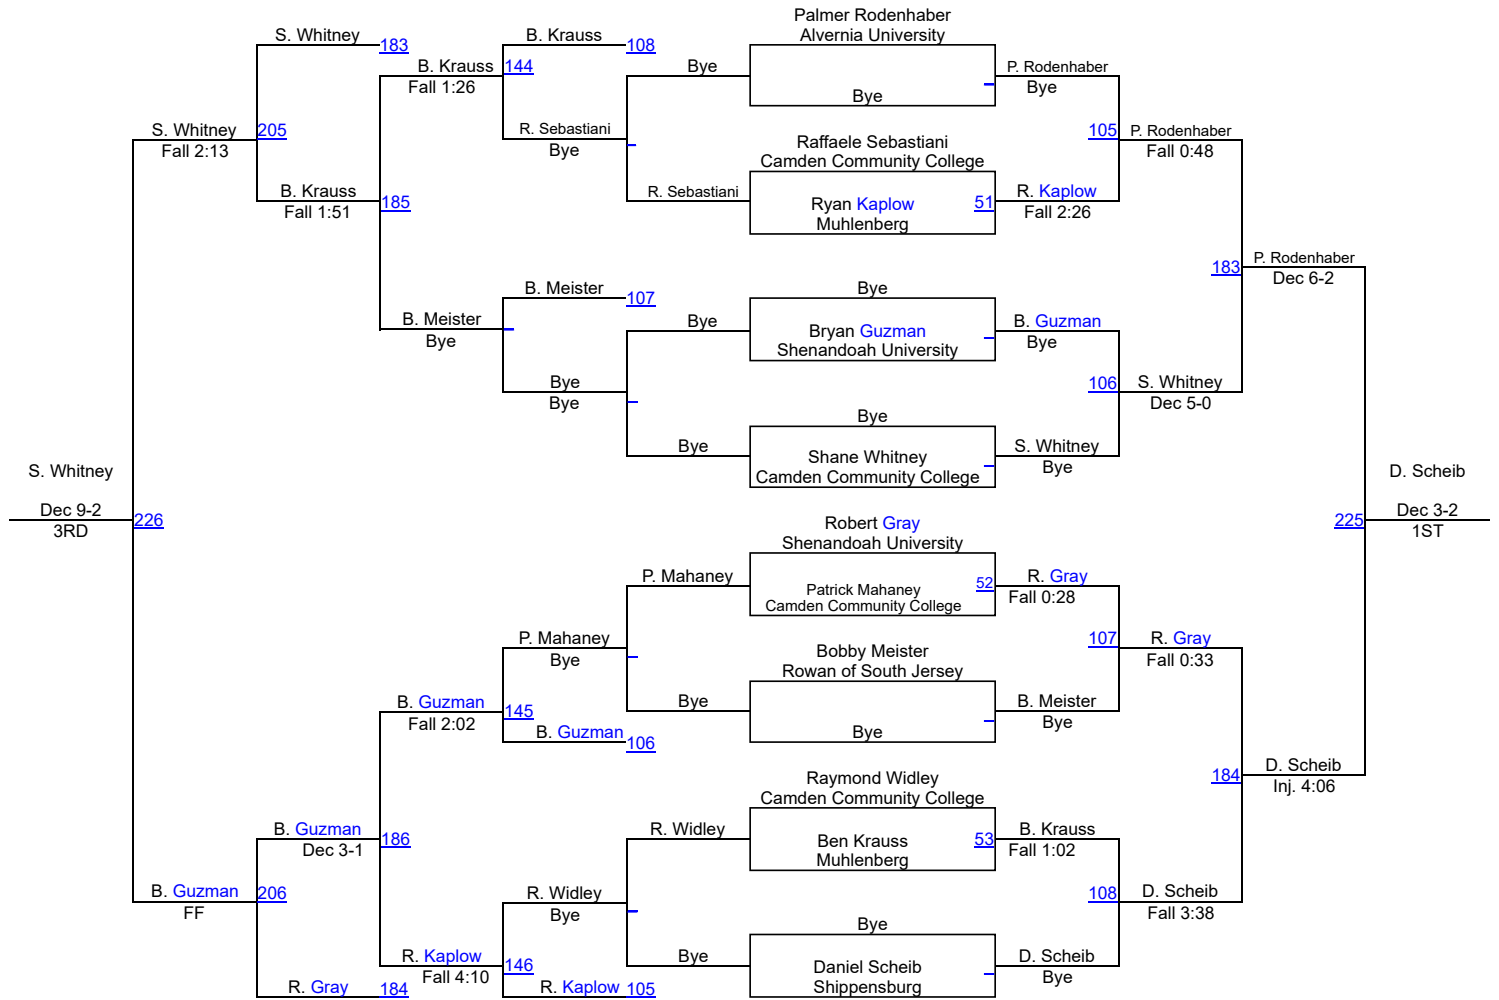 Palmer Rodenhaber
Alvernia University
S. Whitney
183
B. Krauss
108
B. Krauss
144
Fall 1:26
Bye
Bye
P. Rodenhaber
Bye
S. Whitney
205
Fall 2:13
R. Sebastiani
Bye
Raffaele Sebastiani
Camden Community College
105
P. Rodenhaber
Fall 0:48
B. Krauss
185
Fall 1:51
R. Sebastiani
Ryan Kaplow
51
Muhlenberg
R. Kaplow
Fall 2:26
183
P. Rodenhaber
Dec 6-2
B. Meister
107
Bye
B. Meister
Bye
Bye
Bryan Guzman
Shenandoah University
B. Guzman
Bye
Bye
Bye
106
S. Whitney
Dec 5-0
Bye
Bye
Shane Whitney
Camden Community College
S. Whitney
Bye
S. Whitney
Dec 9-2
3RD
226
D. Scheib
225
Dec 3-2
1ST
Robert Gray
Shenandoah University
P. Mahaney
Patrick Mahaney
52
Camden Community College
R. Gray
Fall 0:28
P. Mahaney
Bye
107
R. Gray
Fall 0:33
Bobby Meister
Rowan of South Jersey
B. Guzman
145
Fall 2:02
Bye
Bye
B. Meister
Bye
B. Guzman
106
184
D. Scheib
Inj. 4:06
Raymond Widley
Camden Community College
B. Guzman
186
Dec 3-1
R. Widley
Ben Krauss
53
Muhlenberg
B. Krauss
Fall 1:02
B. Guzman
206
FF
R. Widley
Bye
108
D. Scheib
Fall 3:38
Bye
R. Kaplow
146
Fall 4:10
Bye
Daniel Scheib
Shippensburg
D. Scheib
Bye
R. Gray
184
R. Kaplow
105